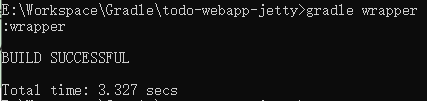 E:\Workspace\Gradle\todo-webapp-jetty>gradle wrapper
:wrapper
BUILD SUCCESSFUL
Total time: 3.327 secs